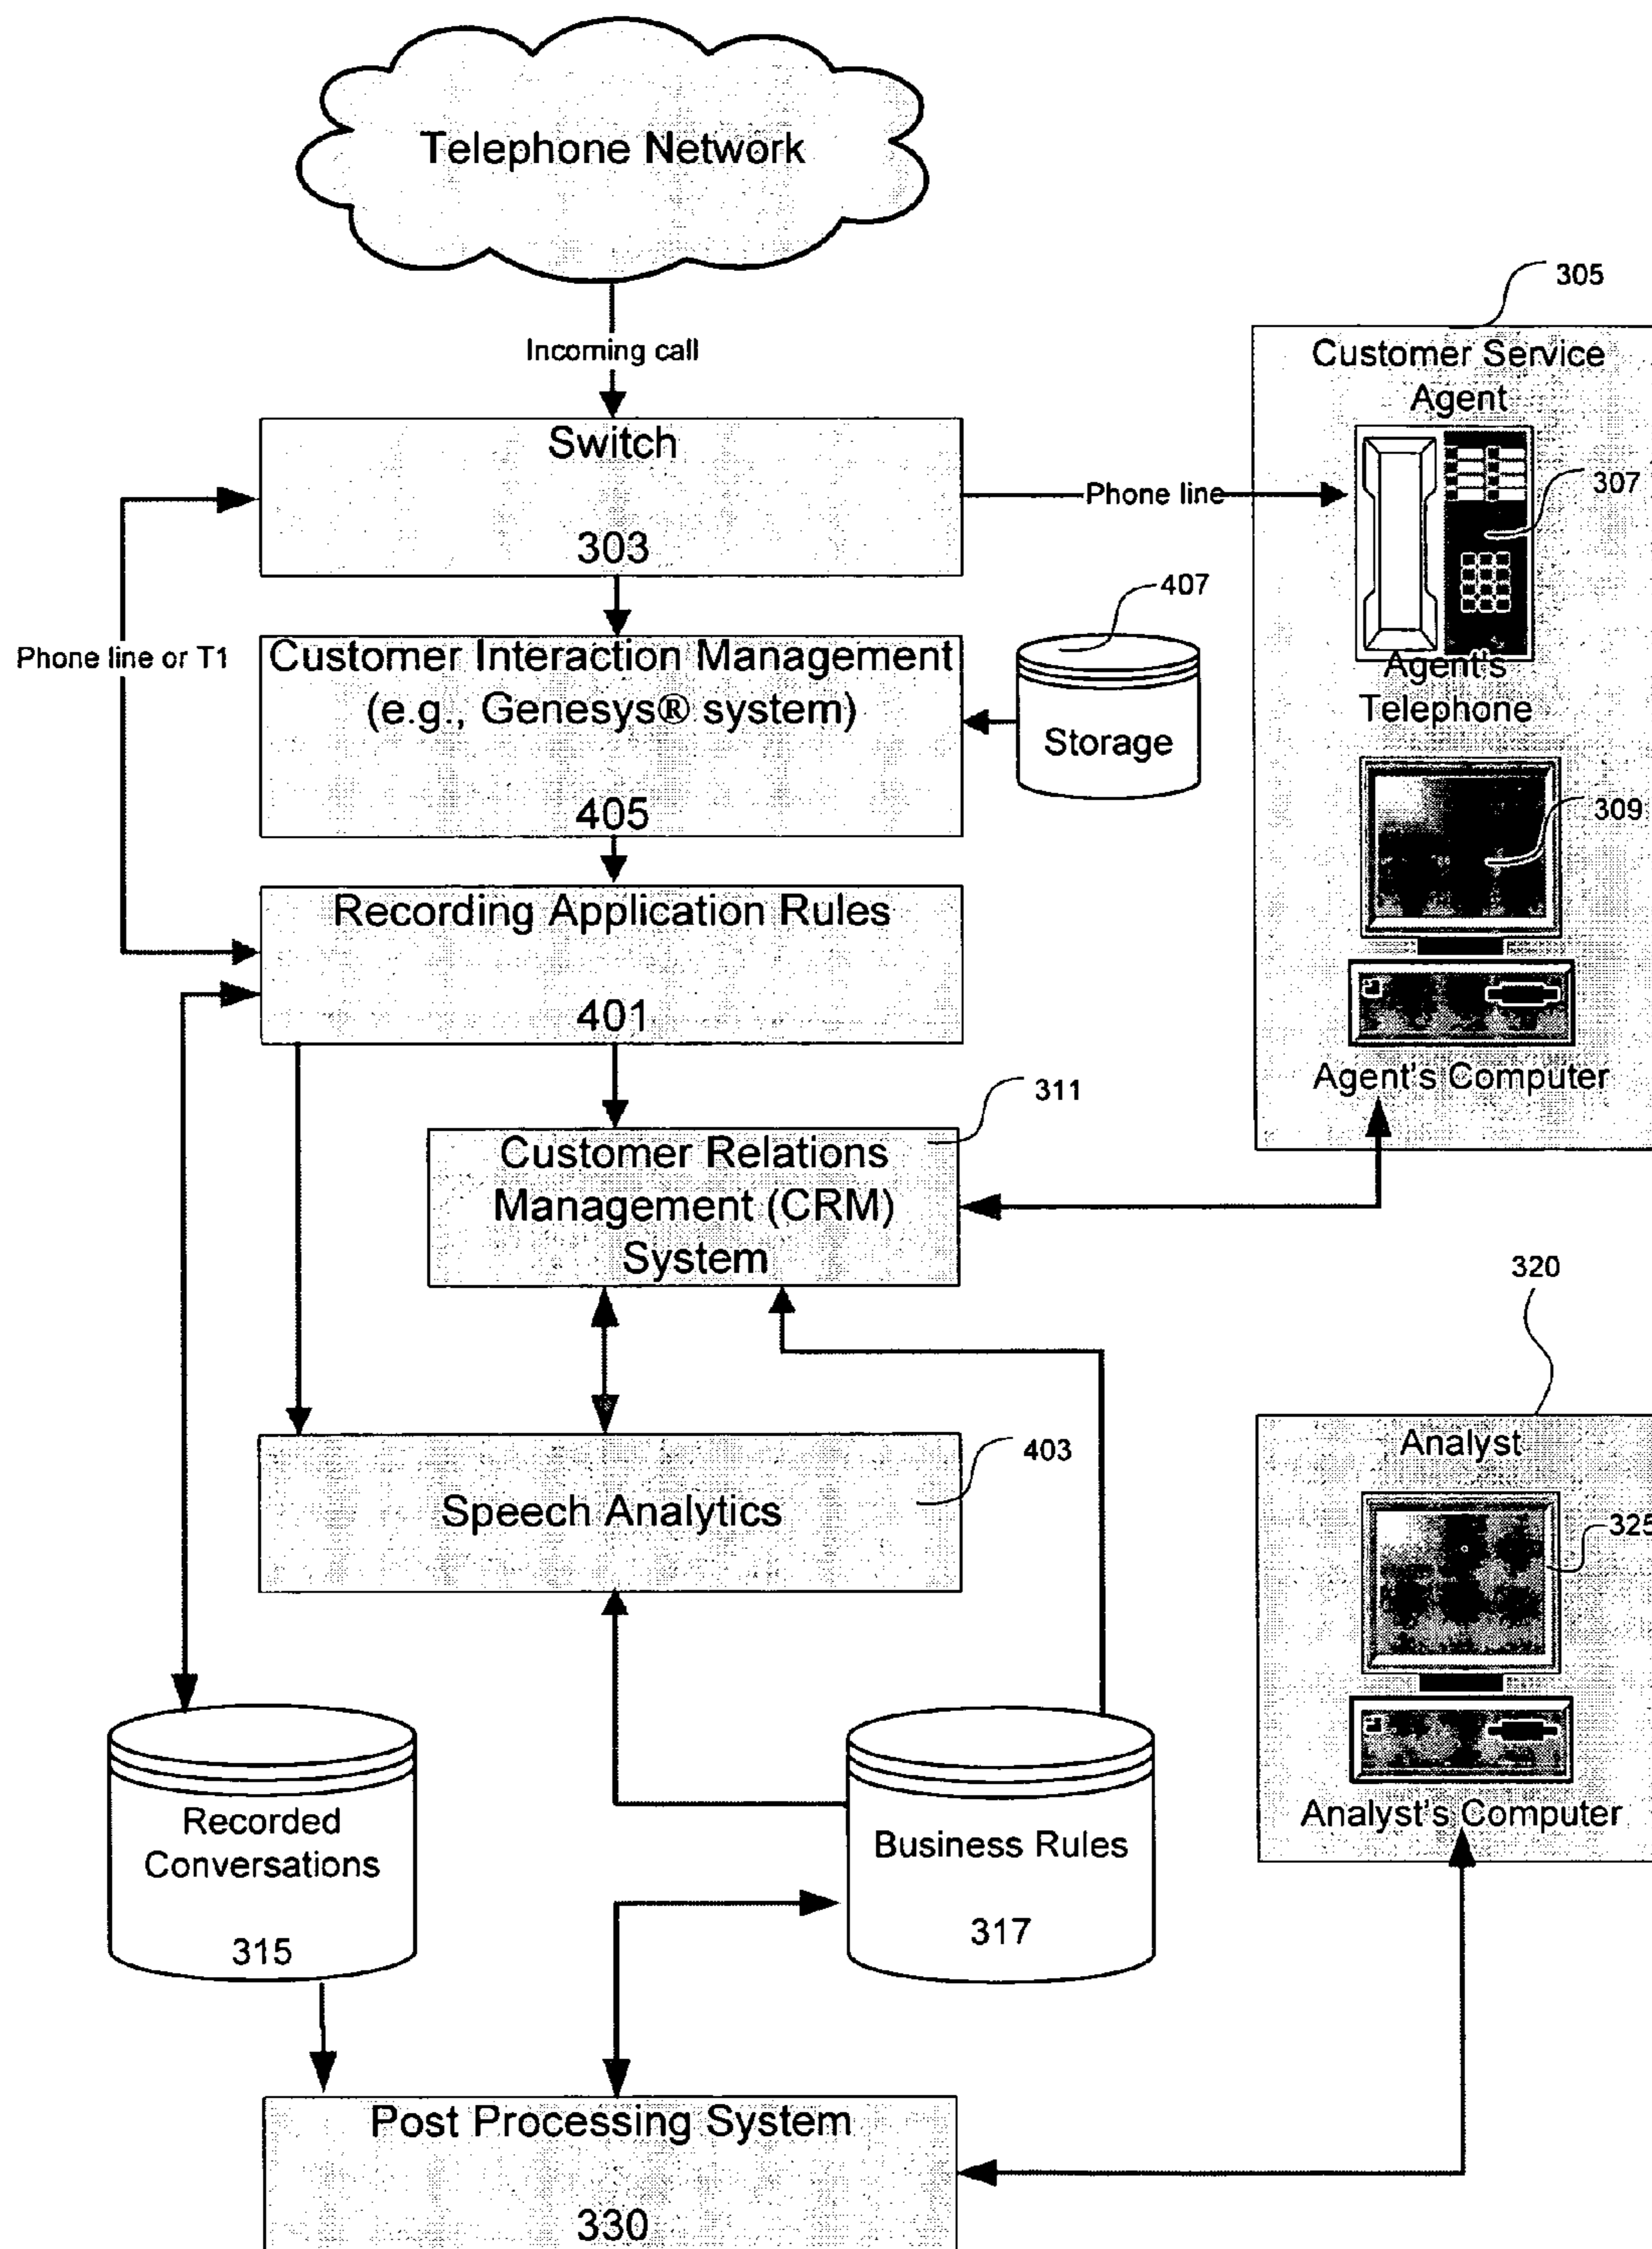 Telephone Network
Incoming call
305
Customer Service
Agent
Switch
303
Phone line
307
407
Phone line or T1
Customer Interaction Management
(e.g., Genesys® system)
405
Storage
Agent's
Telephone
309
Recording Application Rules
401
Agent's Computer
311
Customer Relations
Management (CRM)
System
320
Analyst
403
Speech Analytics
325
Analyst's Computer
Recorded
Conversations
315
Business Rules
317
Post Processing System
330